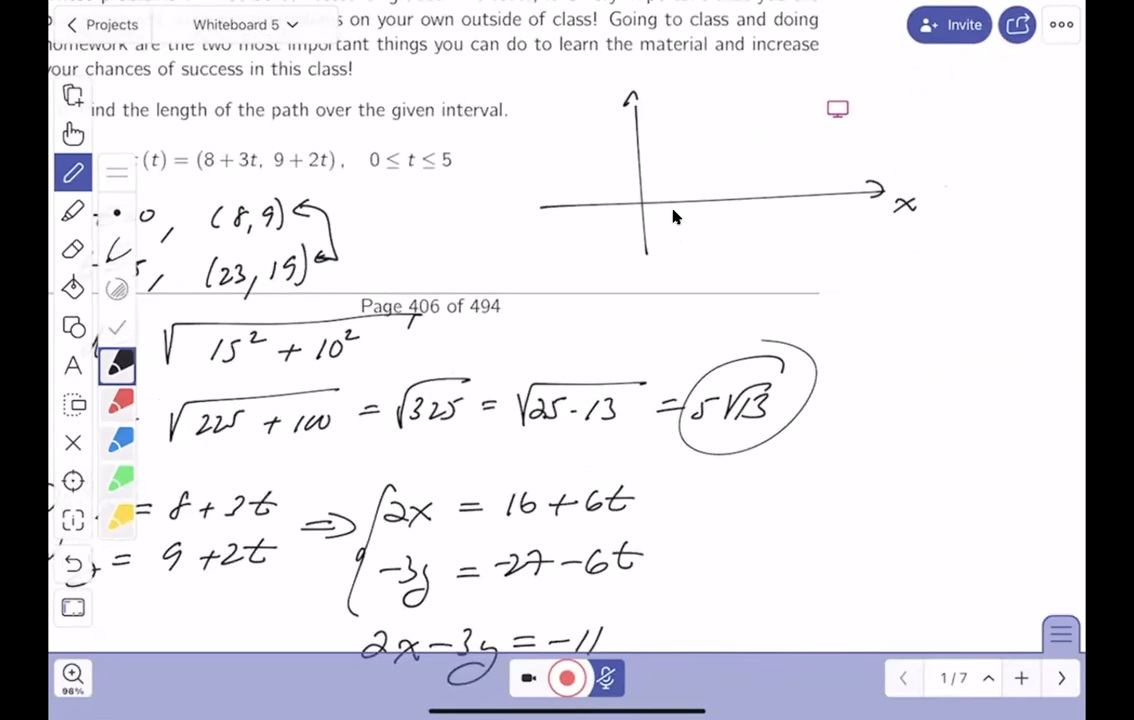 Projects
Whiteboard 5
s on your own outside of class! Going to class and doing
homework are the two most important things you can do to learn the material and increase
your chances of success in this class!
ind the length of the path over the given interval.
(t) = (8 + 3t, 9 + 2t), 0 ≤ t ≤ 5
0, (8, 9)
5, (23, 19)
x
Page 406 of 494
√15² + 10²
√225 + 100 = √325 = √25 · 13 = 5√13
= 8 + 3t ⇒ 2x = 16 + 6t
= 9 + 2t -3y = -27 - 6t
2x - 3y = -11
Invite
A
98%
1/7